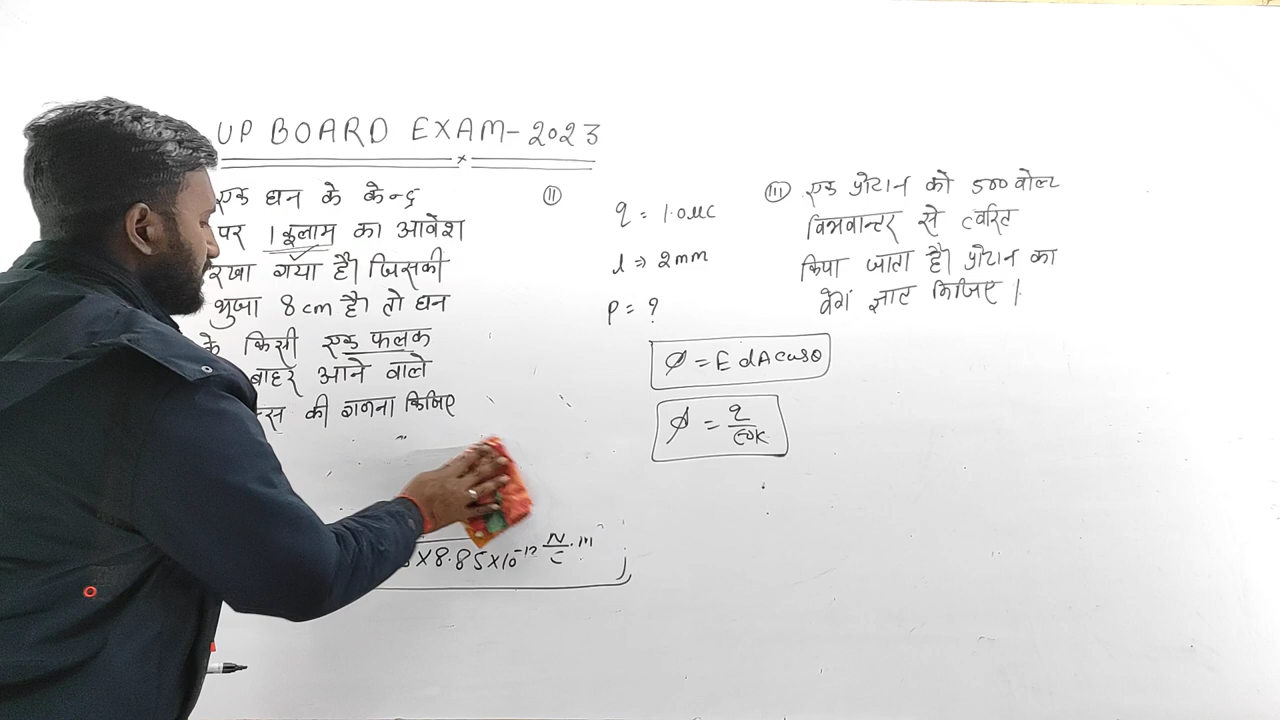 UP BOARD EXAM-2023
एक घन के केन्द्र
पर 1 कूलाम का आवेश
रखा गया है। जिसकी
भुजा 8 cm है। तो घन
के किसी एक फलक
बाहर आने वाले
की गणना किजिए
×8.85×10⁻¹² N/C · m
II
q = 1.0 μC
l ⇒ 2mm
P = ?
ϕ = E dA cosθ
ϕ = q/ϵ0K
III एक प्रोटान को 500 वोल्ट
विभवान्तर से त्वरित
किया जाता है। प्रोटान का
वेग ज्ञात किजिए।